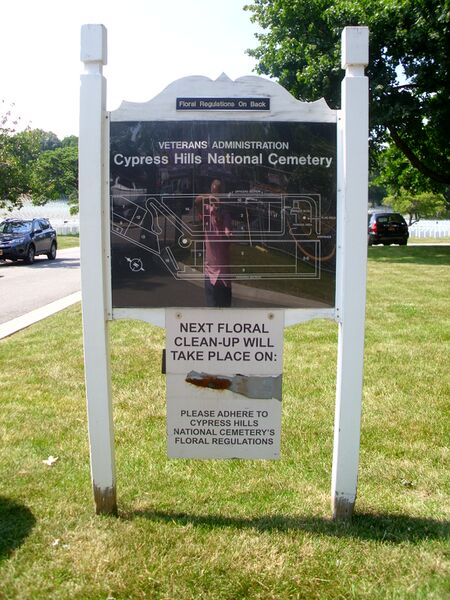 Floral Regulations On Back
VETERANS ADMINISTRATION
Cypress Hills National Cemetery
NEXT FLORAL
CLEAN-UP WILL
TAKE PLACE ON:
PLEASE ADHERE TO
CYPRESS HILLS
NATIONAL CEMETERY'S
FLORAL REGULATIONS